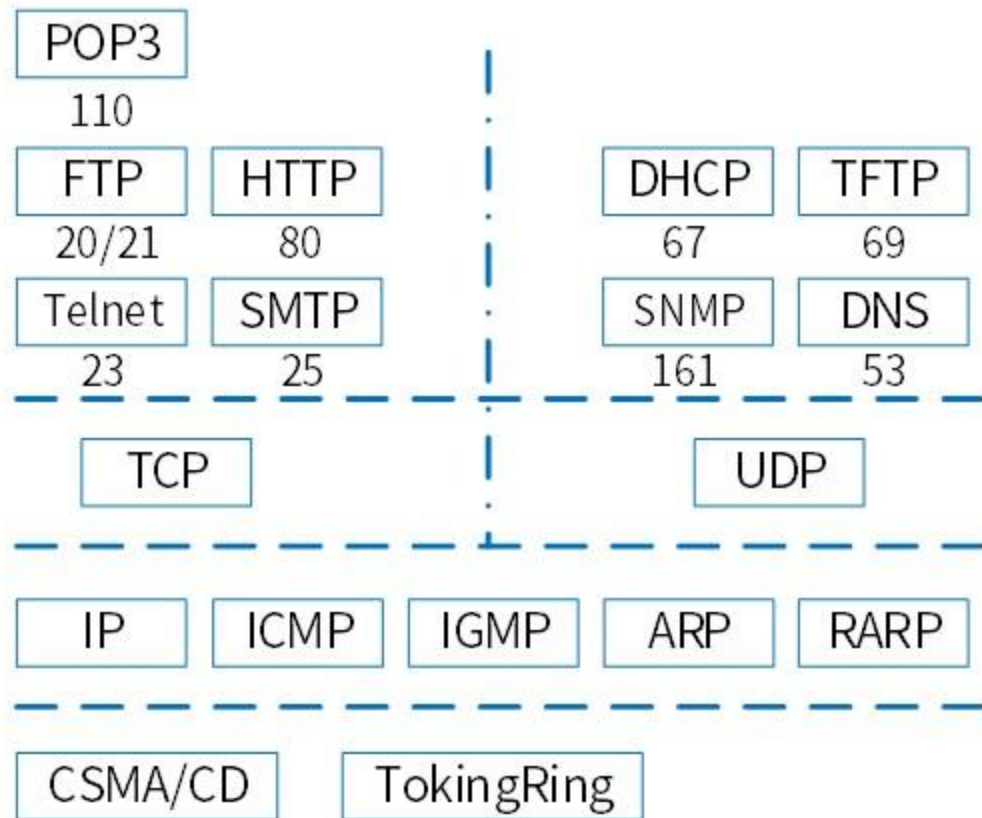 POP3
110
FTP HTTP DHCP TFTP
20/21 80 67 69
Telnet SMTP SNMP DNS
23 25 161 53
TCP UDP
IP ICMP IGMP ARP RARP
CSMA/CD TokingRing